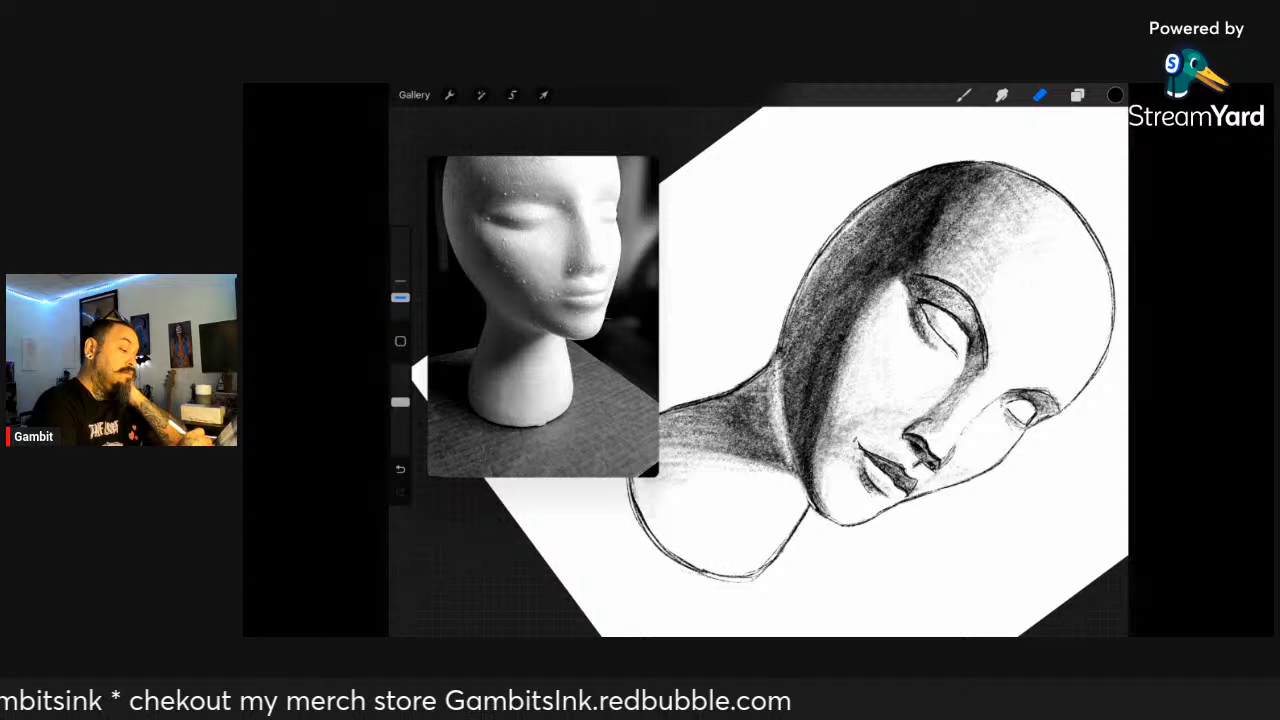 Powered by
StreamYard
Gallery
Gambit
mbitsink * chekout my merch store GambitsInk.redbubble.com